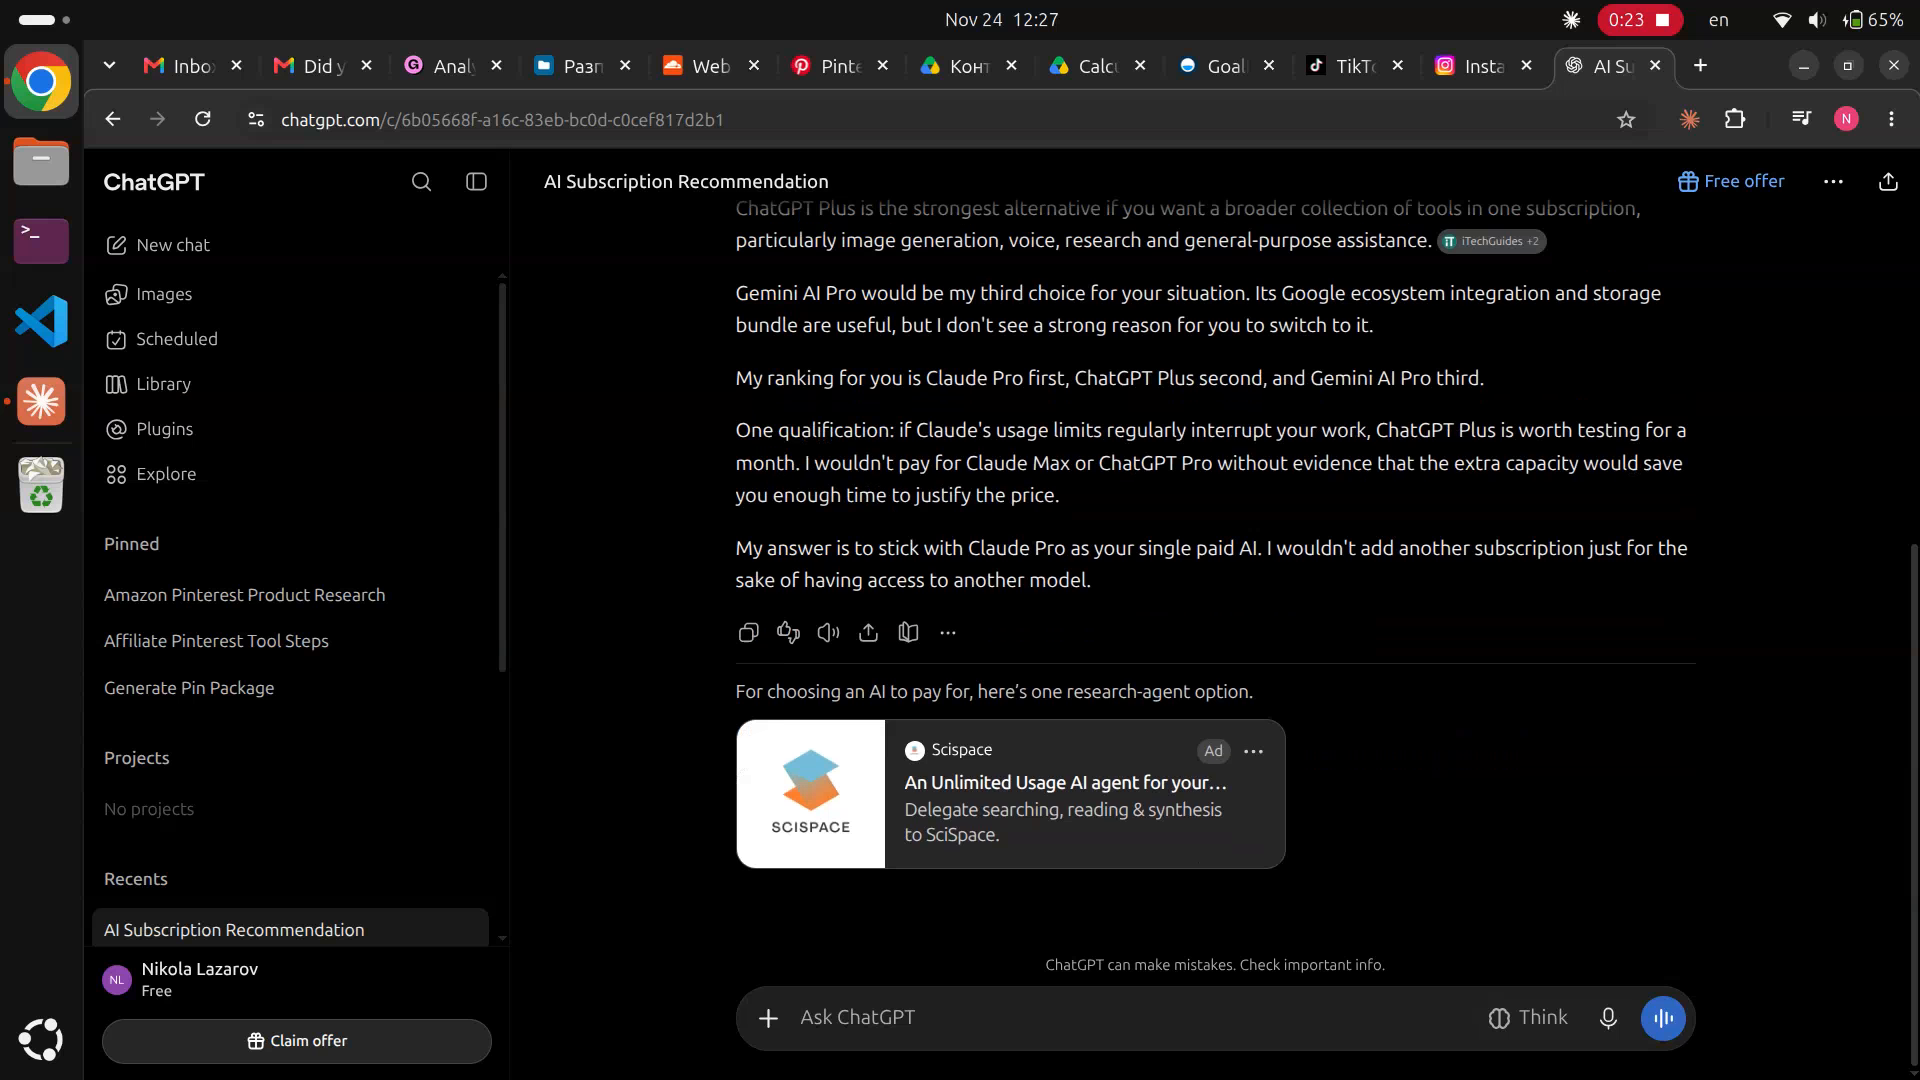 Nov 24 12:27
0:23
en
65%
Inbo
Did y
Analy
Разп
Web
Pinte
Конт
Calcu
Goal
TikTo
Insta
AI Su
chatgpt.com/c/6b05668f-a16c-83eb-bc0d-c0cef817d2b1
N
ChatGPT
New chat
Images
Scheduled
Library
Plugins
Explore
Pinned
Amazon Pinterest Product Research
Affiliate Pinterest Tool Steps
Generate Pin Package
Projects
No projects
Recents
AI Subscription Recommendation
NL
Nikola Lazarov
Free
Claim offer
AI Subscription Recommendation
Free offer
ChatGPT Plus is the strongest alternative if you want a broader collection of tools in one subscription,
particularly image generation, voice, research and general-purpose assistance. iTechGuides +2
Gemini AI Pro would be my third choice for your situation. Its Google ecosystem integration and storage
bundle are useful, but I don't see a strong reason for you to switch to it.
My ranking for you is Claude Pro first, ChatGPT Plus second, and Gemini AI Pro third.
One qualification: if Claude's usage limits regularly interrupt your work, ChatGPT Plus is worth testing for a
month. I wouldn't pay for Claude Max or ChatGPT Pro without evidence that the extra capacity would save
you enough time to justify the price.
My answer is to stick with Claude Pro as your single paid AI. I wouldn't add another subscription just for the
sake of having access to another model.
For choosing an AI to pay for, here's one research-agent option.
SCISPACE
Scispace
Ad
An Unlimited Usage AI agent for your...
Delegate searching, reading & synthesis
to SciSpace.
ChatGPT can make mistakes. Check important info.
Ask ChatGPT
Think